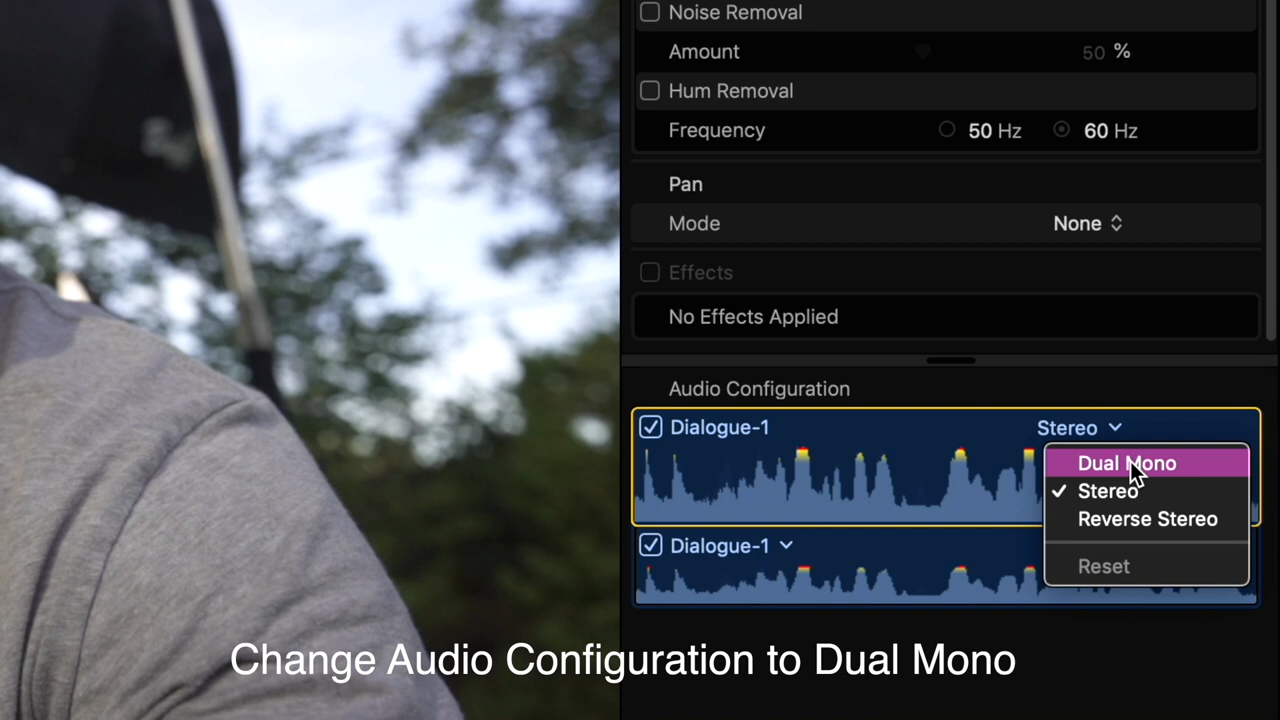 Noise Removal
Amount 50 %
Hum Removal
Frequency 50 Hz 60 Hz
Pan
Mode None
Effects
No Effects Applied
Audio Configuration
Dialogue-1 Stereo
Dual Mono
Stereo
Reverse Stereo
Dialogue-1
Reset
Change Audio Configuration to Dual Mono